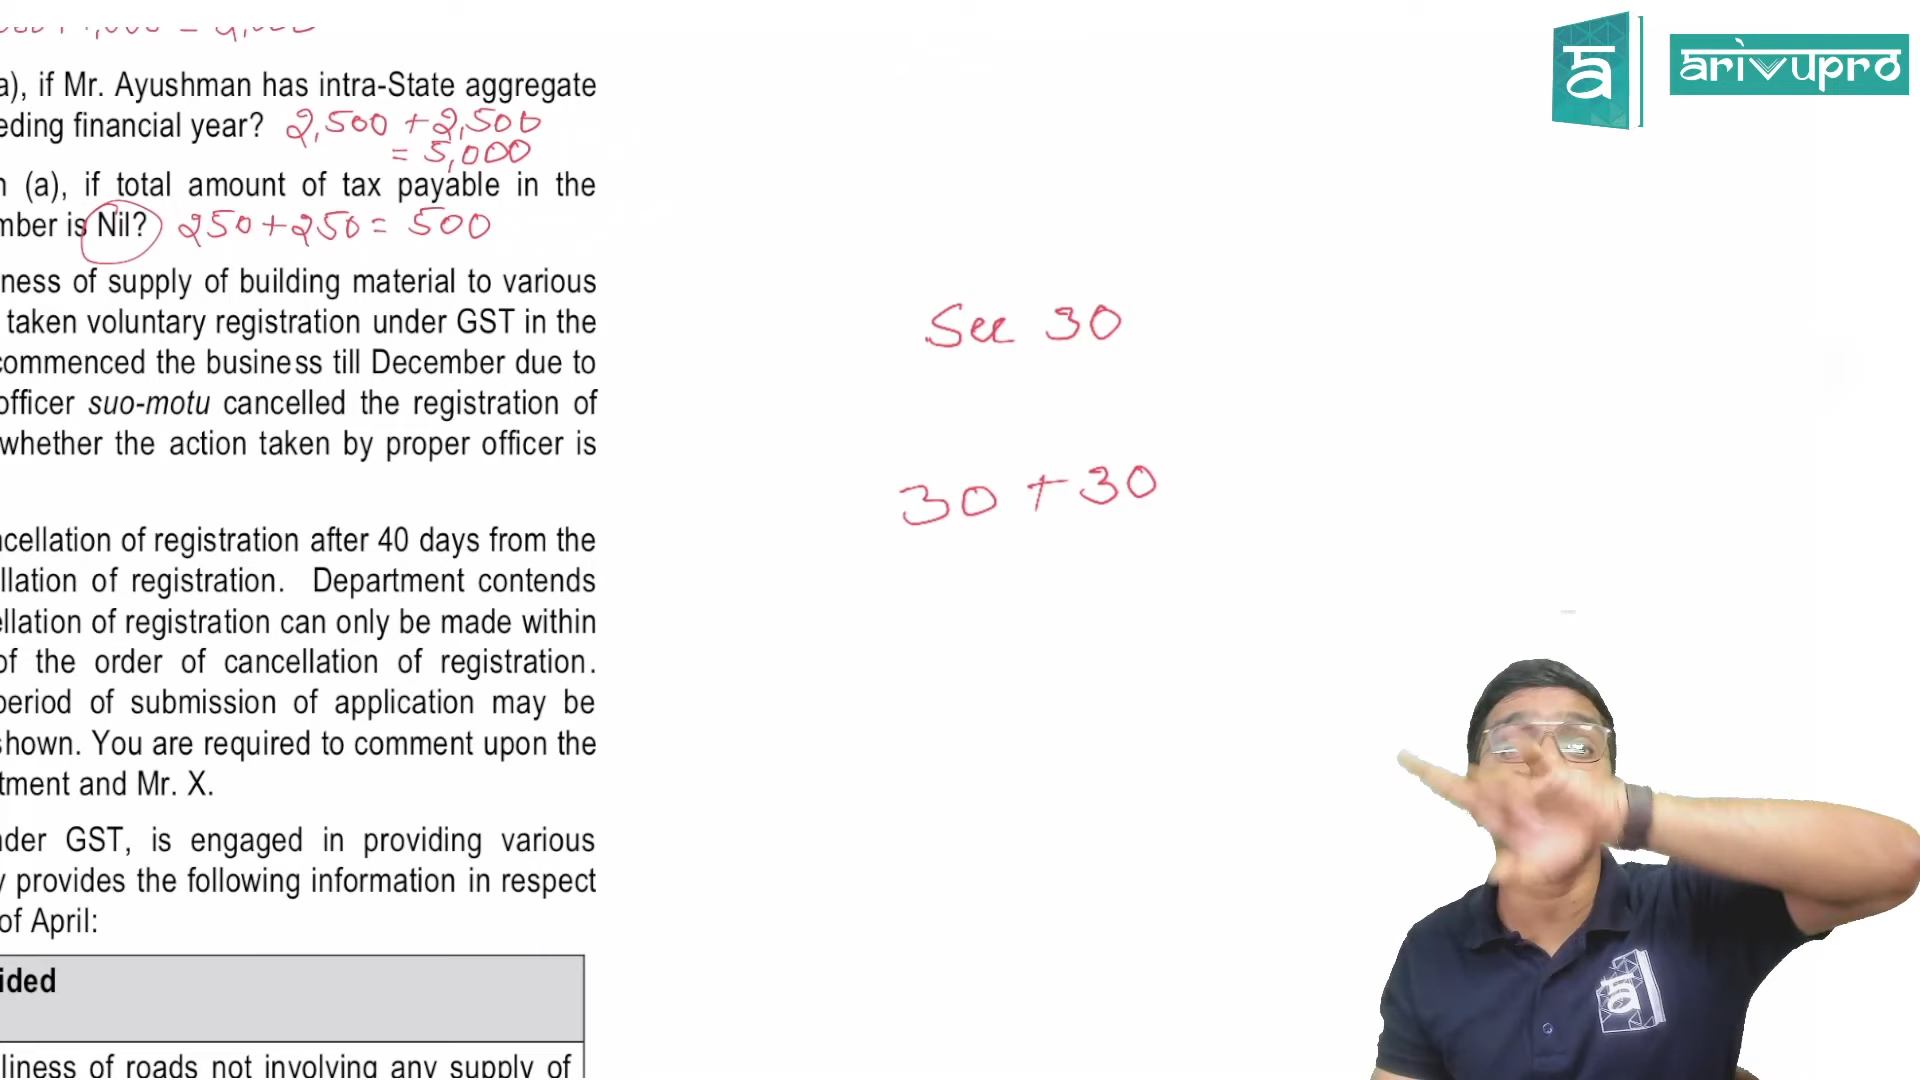 a), if Mr. Ayushman has intra-State aggregate
eding financial year? 2,500 + 2,500
= 5,000
n (a), if total amount of tax payable in the
mber is Nil? 250 + 250 = 500
ness of supply of building material to various
taken voluntary registration under GST in the
commenced the business till December due to
officer suo-motu cancelled the registration of
whether the action taken by proper officer is
ncellation of registration after 40 days from the
llation of registration. Department contends
ellation of registration can only be made within
of the order of cancellation of registration.
period of submission of application may be
shown. You are required to comment upon the
tment and Mr. X.
nder GST, is engaged in providing various
y provides the following information in respect
of April:
ided
liness of roads not involving any supply of
Sec 30
30 + 30
arivupro